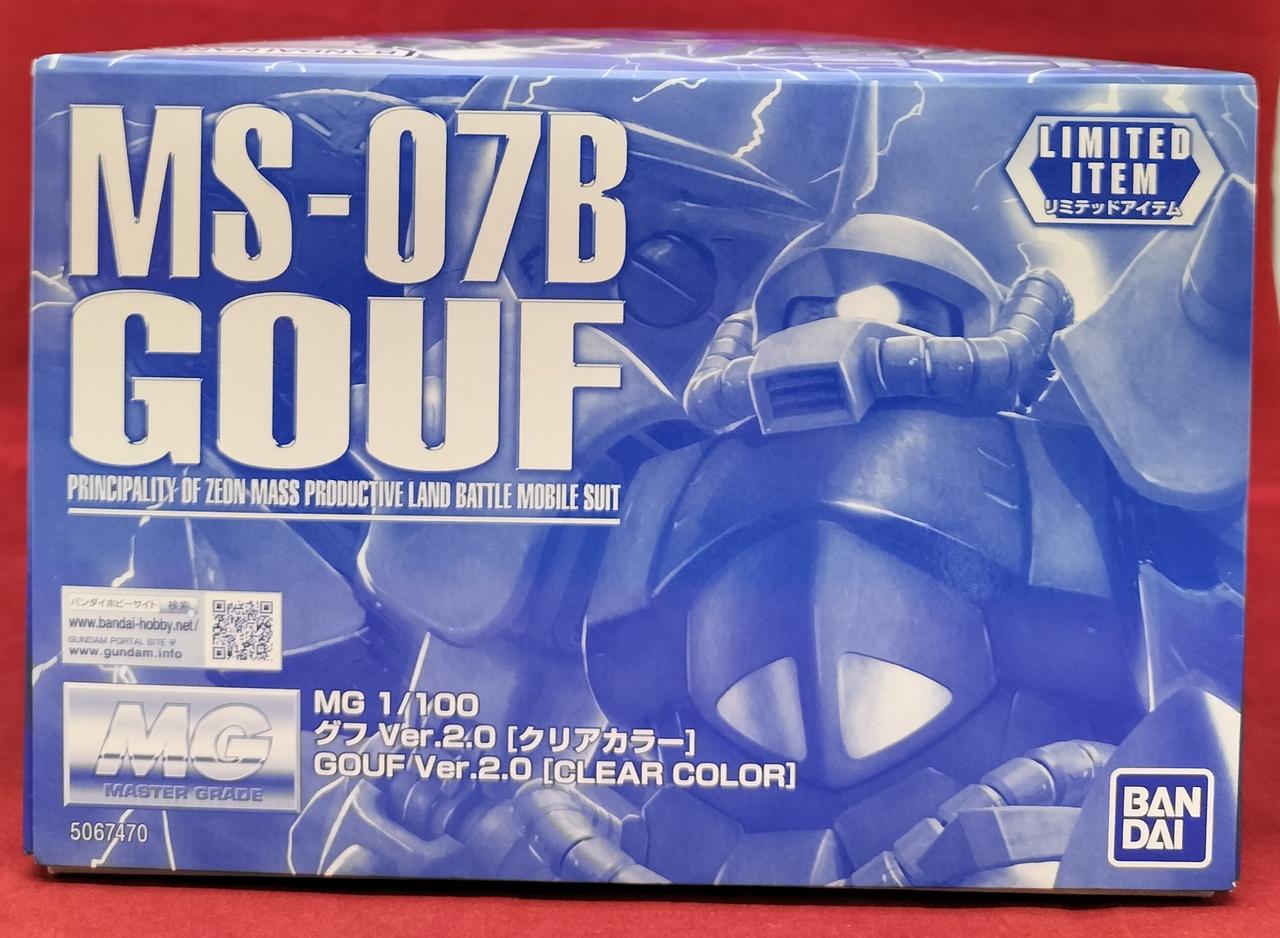 MS-07B
GOUF
PRINCIPALITY OF ZEON MASS PRODUCTIVE LAND BATTLE MOBILE SUIT
LIMITED
ITEM
リミテッドアイテム
バンダイホビーサイト 検索
www.bandai-hobby.net/
GUNDAM PORTAL SITE
www.gundam.info
MG
MASTER GRADE
MG 1/100
グフ Ver.2.0 [クリアカラー]
GOUF Ver.2.0 [CLEAR COLOR]
5067470
BAN
DAI